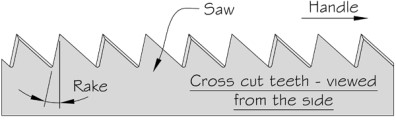 Saw
Handle
Rake
Cross cut teeth - viewed
from the side